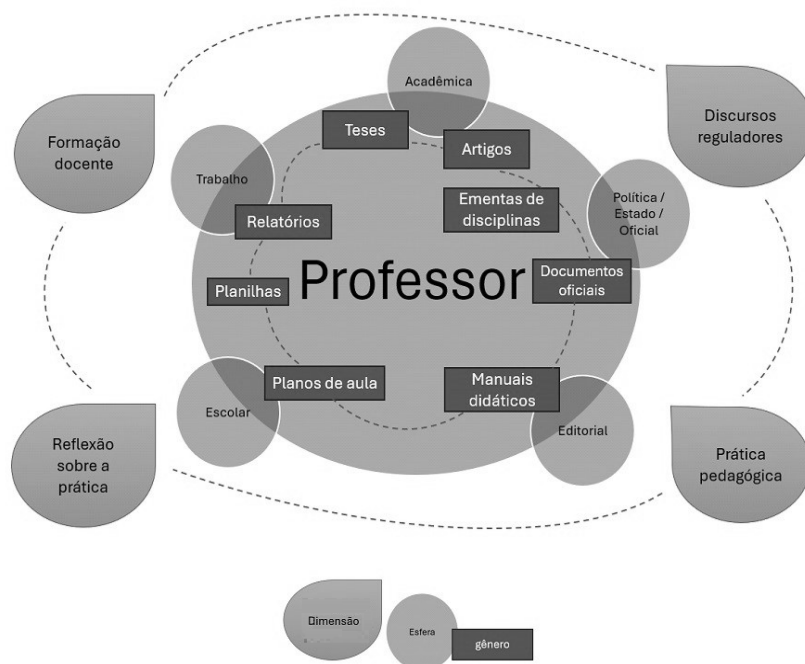 Acadêmica
Formação
docente
Discursos
reguladores
Teses
Artigos
Trabalho
Ementas de
disciplinas
Política /
Estado /
Oficial
Relatórios
Professor
Planilhas
Documentos
oficiais
Planos de aula
Manuais
didáticos
Escolar
Editorial
Reflexão
sobre a
prática
Prática
pedagógica
Dimensão
Esfera
gênero